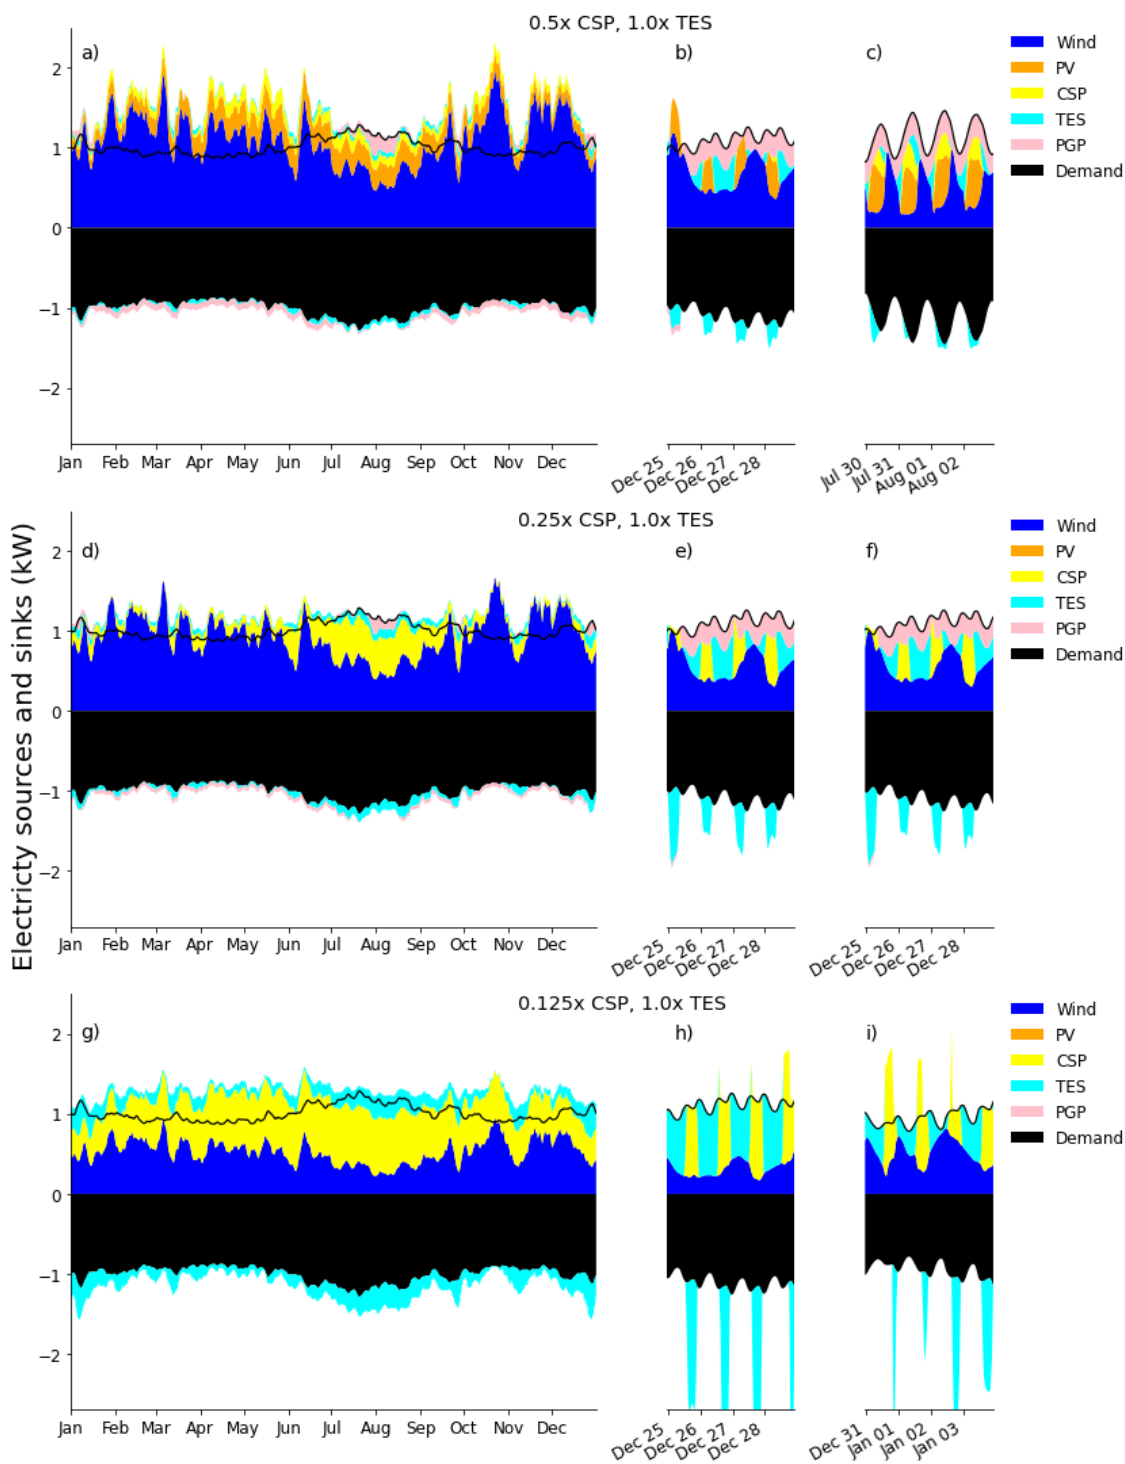 0.5x CSP, 1.0x TES
a)
b)
c)
Wind
PV
CSP
TES
PGP
Demand
2
1
0
−1
−2
Jan Feb Mar Apr May Jun Jul Aug Sep Oct Nov Dec
Dec 25 Dec 26 Dec 27 Dec 28
Jul 30 Jul 31 Aug 01 Aug 02
Electricty sources and sinks (kW)
0.25x CSP, 1.0x TES
d)
e)
f)
Wind
PV
CSP
TES
PGP
Demand
2
1
0
−1
−2
Jan Feb Mar Apr May Jun Jul Aug Sep Oct Nov Dec
Dec 25 Dec 26 Dec 27 Dec 28
Dec 25 Dec 26 Dec 27 Dec 28
0.125x CSP, 1.0x TES
g)
h)
i)
Wind
PV
CSP
TES
PGP
Demand
2
1
0
−1
−2
Jan Feb Mar Apr May Jun Jul Aug Sep Oct Nov Dec
Dec 25 Dec 26 Dec 27 Dec 28
Dec 31 Jan 01 Jan 02 Jan 03